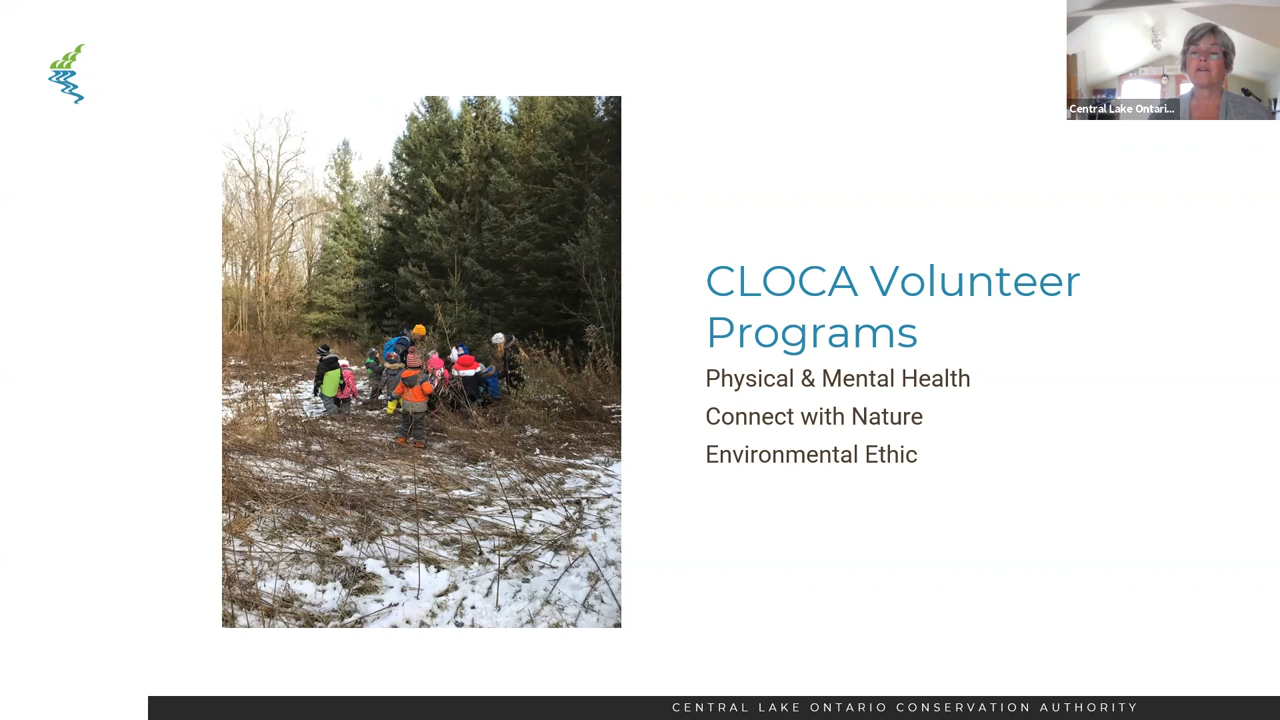 Central Lake Ontari...
CLOCA Volunteer
Programs
Physical & Mental Health
Connect with Nature
Environmental Ethic
CENTRAL LAKE ONTARIO CONSERVATION AUTHORITY